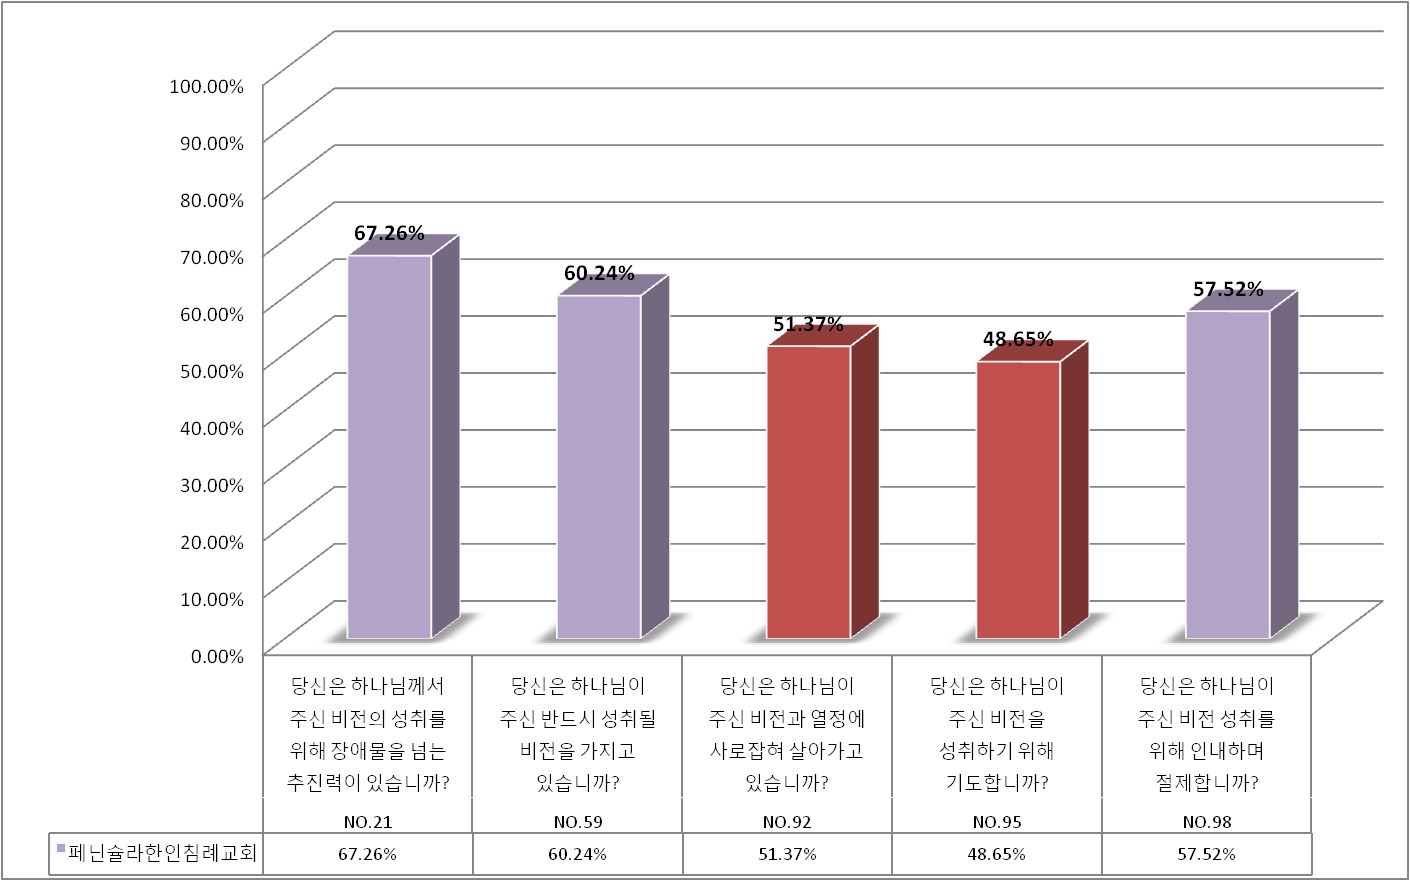 100.00%
90.00%
80.00%
70.00%
60.00%
50.00%
40.00%
30.00%
20.00%
10.00%
0.00%
67.26%
60.24%
51.37%
48.65%
57.52%
당신은 하나님께서
주신 비전의 성취를
위해 장애물을 넘는
추진력이 있습니까?
NO.21
당신은 하나님이
주신 반드시 성취될
비전을 가지고
있습니까?
NO.59
당신은 하나님이
주신 비전과 열정에
사로잡혀 살아가고
있습니까?
NO.92
당신은 하나님이
주신 비전을
성취하기 위해
기도합니까?
NO.95
당신은 하나님이
주신 비전 성취를
위해 인내하며
절제합니까?
NO.98
페닌슐라한인침례교회 67.26% 60.24% 51.37% 48.65% 57.52%